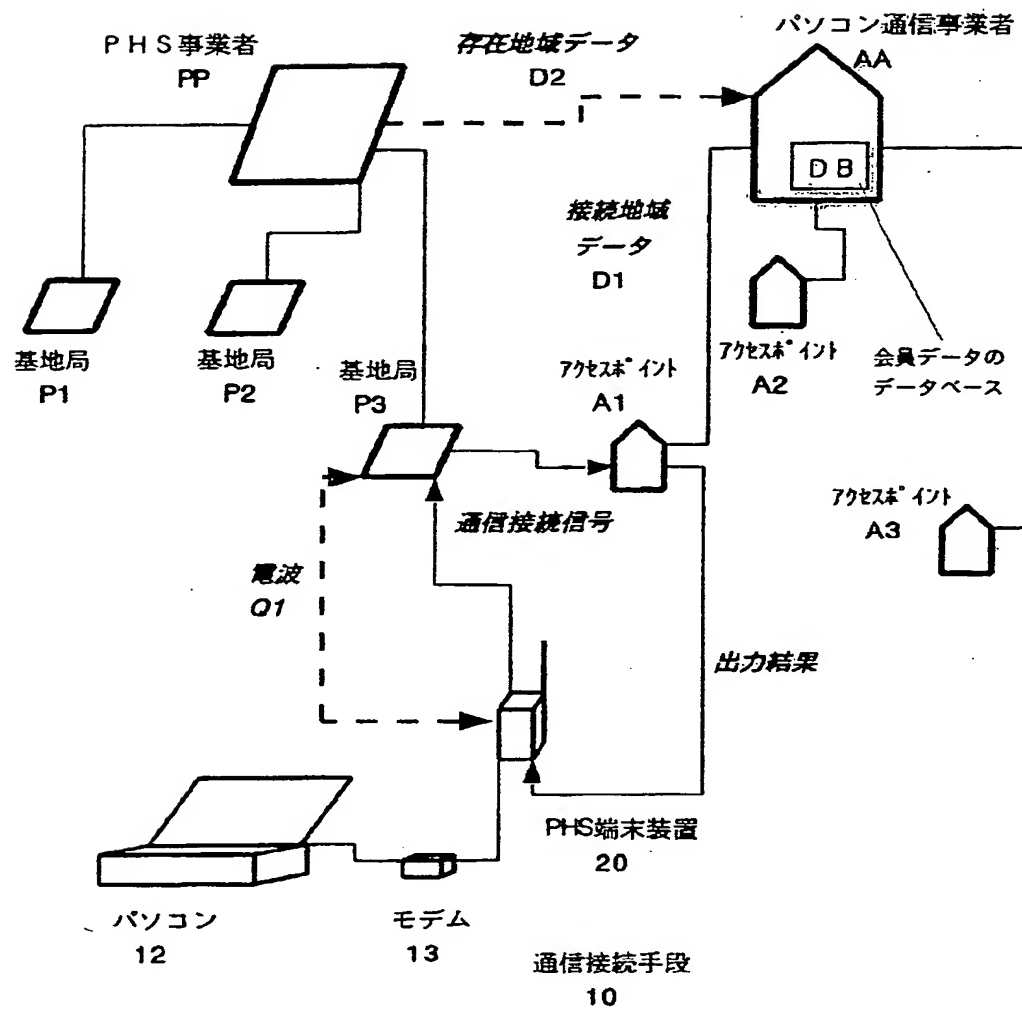 PHS事業者
PP
存在地域データ
D2
パソコン通信事業者
AA
DB
接続地域
データ
D1
基地局
P1
基地局
P2
基地局
P3
アクセスポイント
A1
アクセスポイント
A2
会員データの
データベース
アクセスポイント
A3
通信接続信号
電波
Q1
出力結果
PHS端末装置
20
パソコン
12
モデム
13
通信接続手段
10